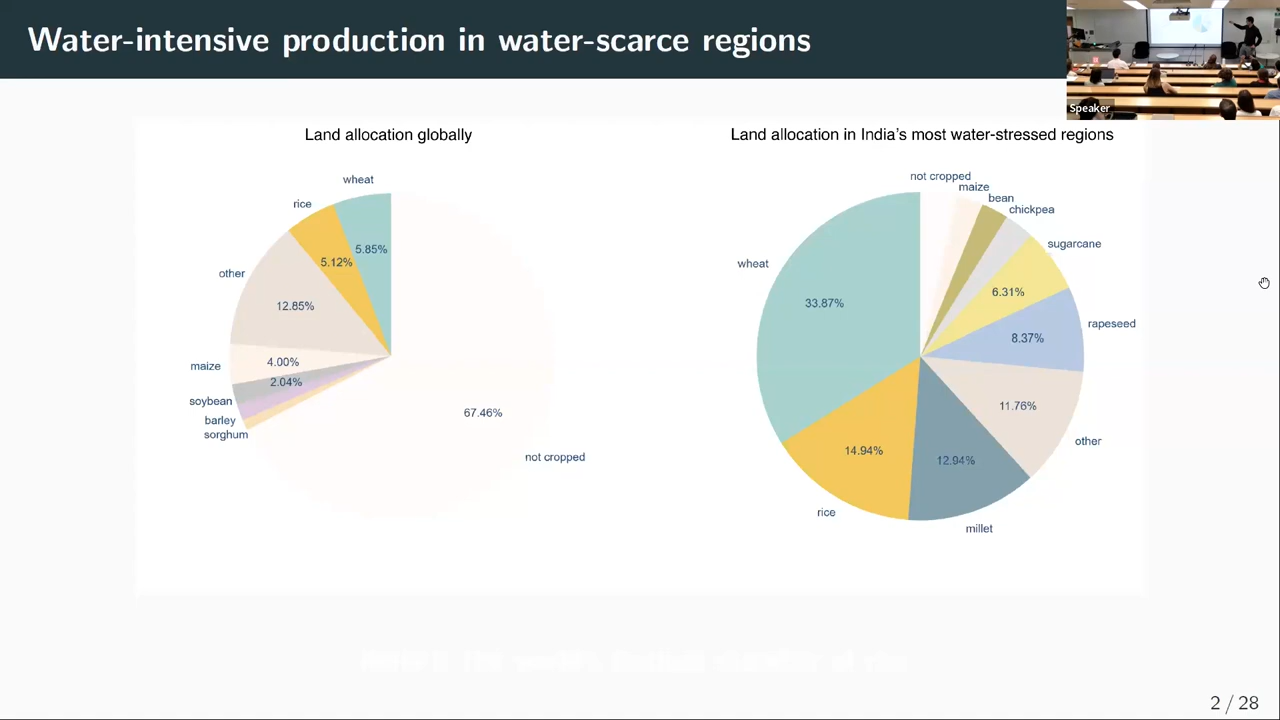 Water-intensive production in water-scarce regions
Speaker
Land allocation globally
wheat
rice
5.85%
5.12%
other
12.85%
maize
4.00%
2.04%
soybean
barley
sorghum
67.46%
not cropped
Land allocation in India's most water-stressed regions
not cropped
maize
bean
chickpea
sugarcane
wheat
6.31%
33.87%
rapeseed
8.37%
11.76%
other
14.94%
12.94%
rice
millet
2 / 28